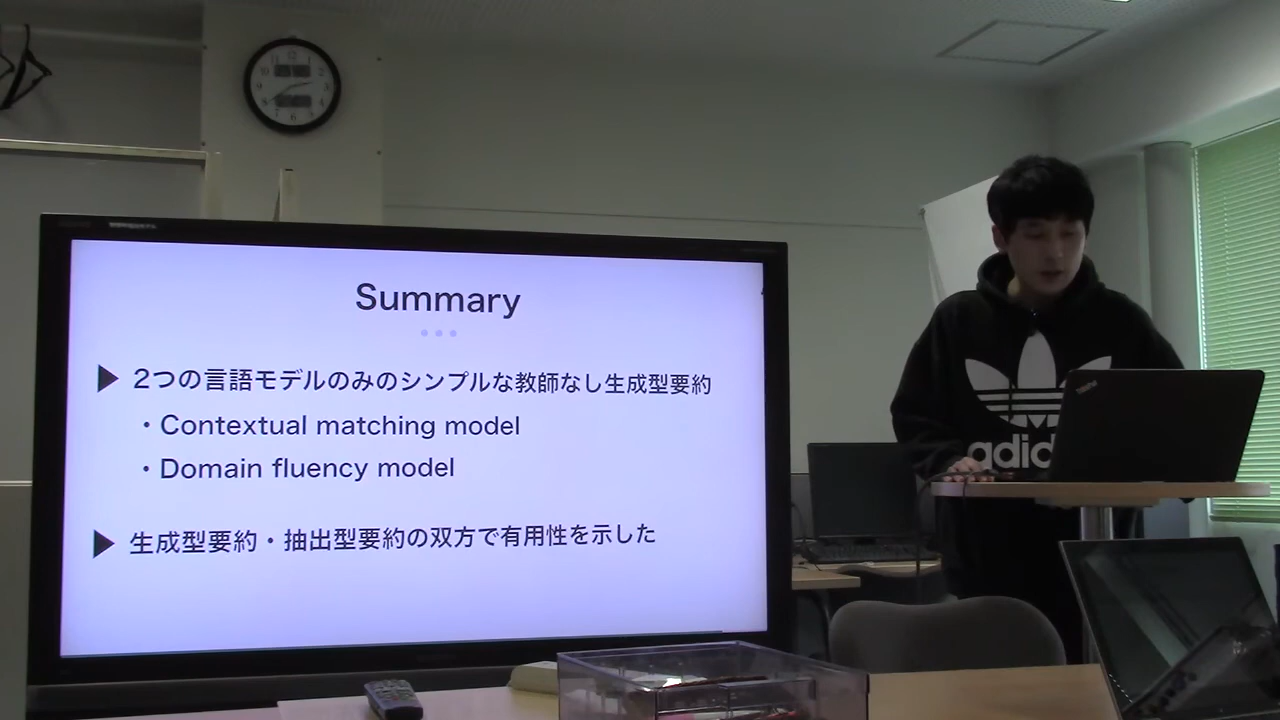 Summary
2つの言語モデルのみのシンプルな教師なし生成型要約
・Contextual matching model
・Domain fluency model
生成型要約・抽出型要約の双方で有用性を示した
adid
ThinkPad